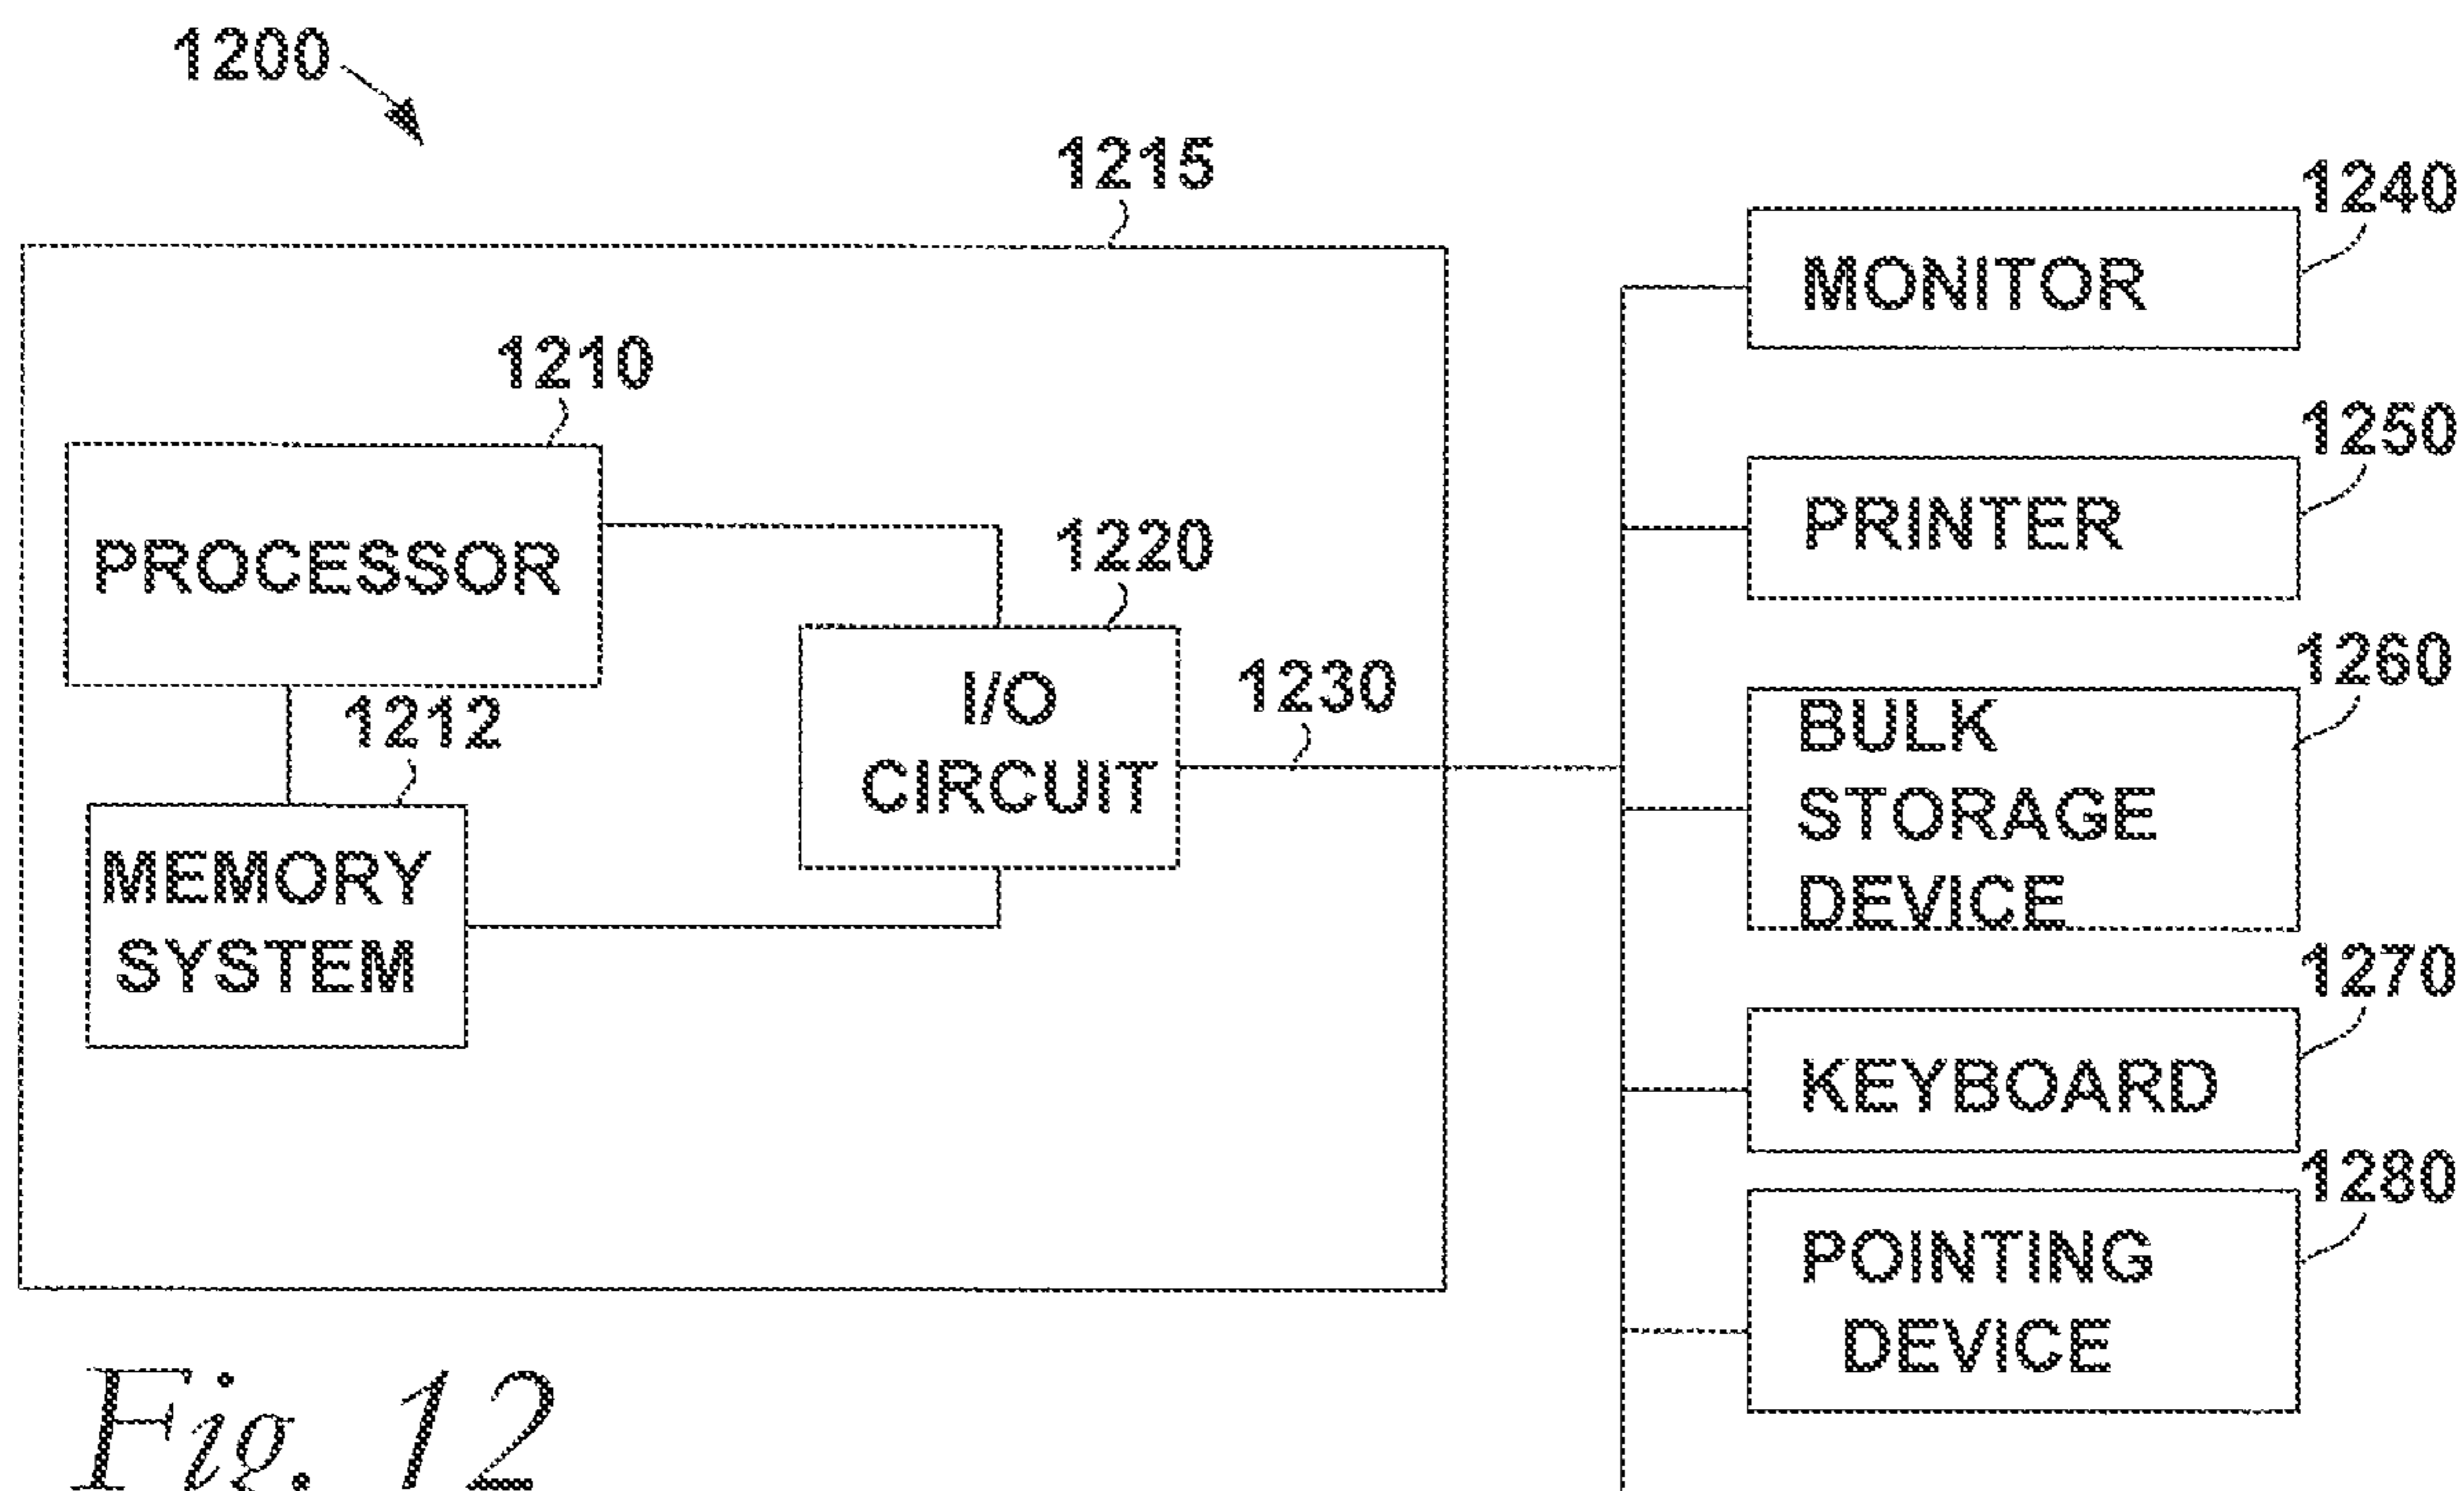 1200
1215
1240
MONITOR
1210
1250
PROCESSOR
PRINTER
1220
1212
I/O
CIRCUIT
1230
1260
BULK
STORAGE
DEVICE
MEMORY
SYSTEM
1270
KEYBOARD
1280
POINTING
DEVICE
Fig. 12